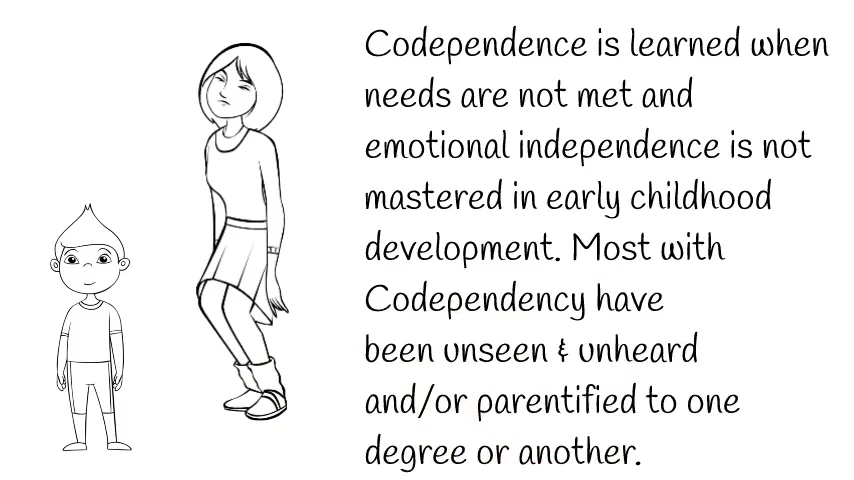 Codependence is learned when
needs are not met and
emotional independence is not
mastered in early childhood
development. Most with
Codependency have
been unseen & unheard
and/or parentified to one
degree or another.